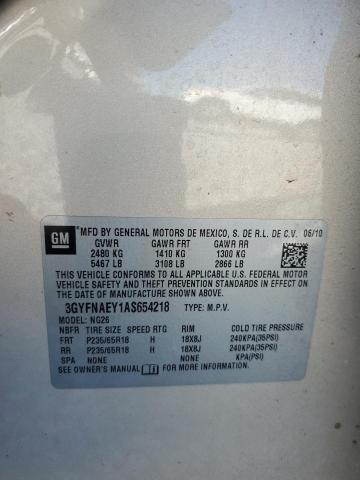 GM
*MFD BY GENERAL MOTORS DE MEXICO, S. DE R.L. DE C.V. 06/10
GVWR GAWR FRT GAWR RR
2480 KG 1410 KG 1300 KG
5467 LB 3108 LB 2866 LB
THIS VEHICLE CONFORMS TO ALL APPLICABLE U.S. FEDERAL MOTOR
VEHICLE SAFETY AND THEFT PREVENTION STANDARDS IN EFFECT
ON THE DATE OF MANUFACTURE SHOWN ABOVE.
3GYFNAEY1AS654218 TYPE: M.P.V.
MODEL: NG26
NBFR TIRE SIZE SPEED RTG RIM COLD TIRE PRESSURE
FRT P235/65R18 H 18X8J 240KPA(35PSI)
RR P235/65R18 H 18X8J 240KPA(35PSI)
SPA NONE NONE KPA(PSI)
SEE OWNER'S MANUAL FOR ADDITIONAL INFORMATION.